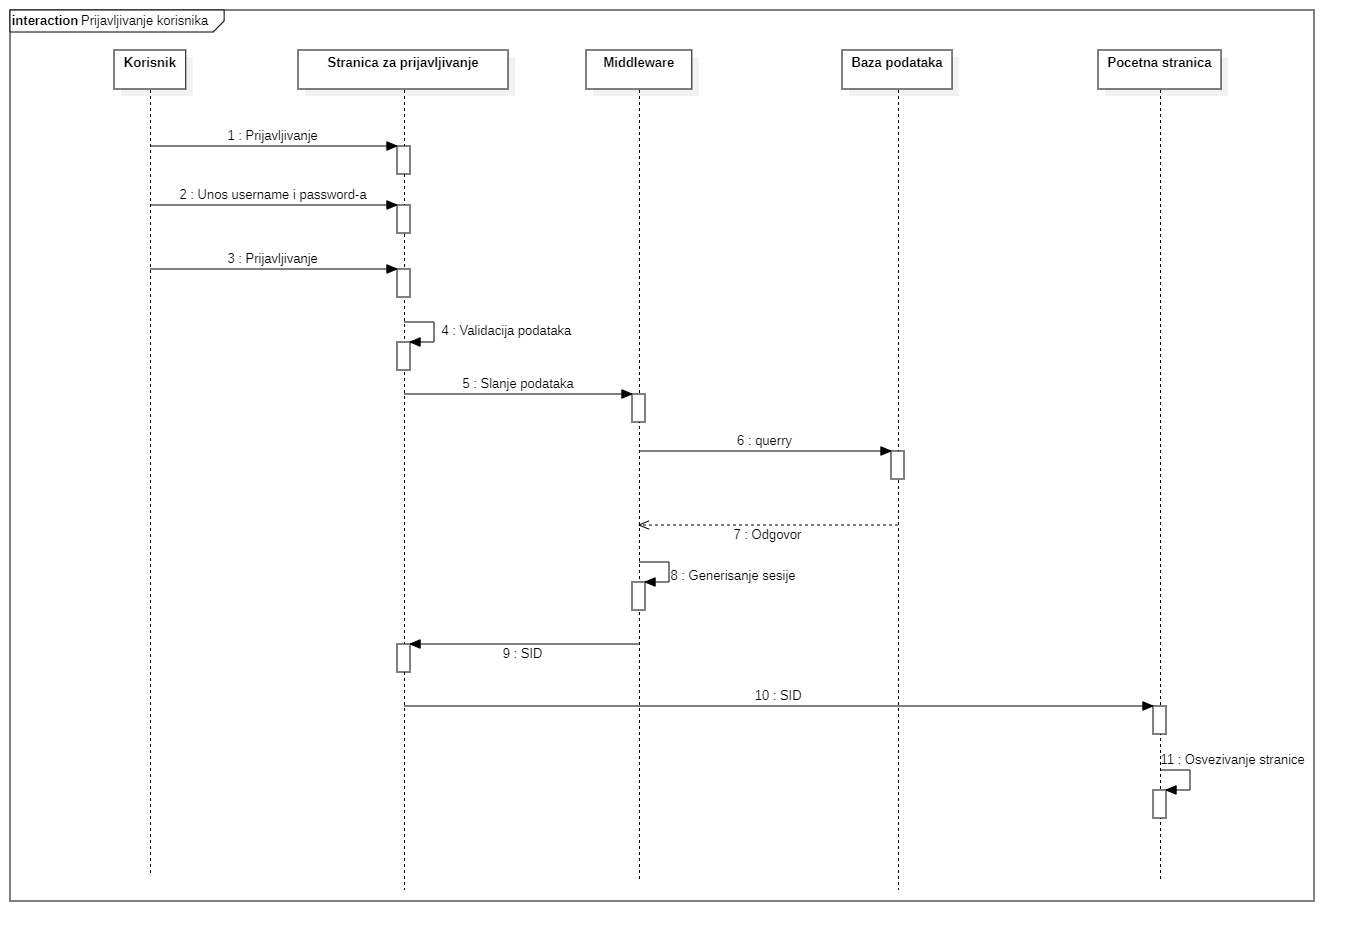 interaction Prijavljivanje korisnika
Korisnik
Stranica za prijavljivanje
Middleware
Baza podataka
Pocetna stranica
1 : Prijavljivanje
2 : Unos username i password-a
3 : Prijavljivanje
4 : Validacija podataka
5 : Slanje podataka
6 : querry
7 : Odgovor
8 : Generisanje sesije
9 : SID
10 : SID
11 : Osvezivanje stranice